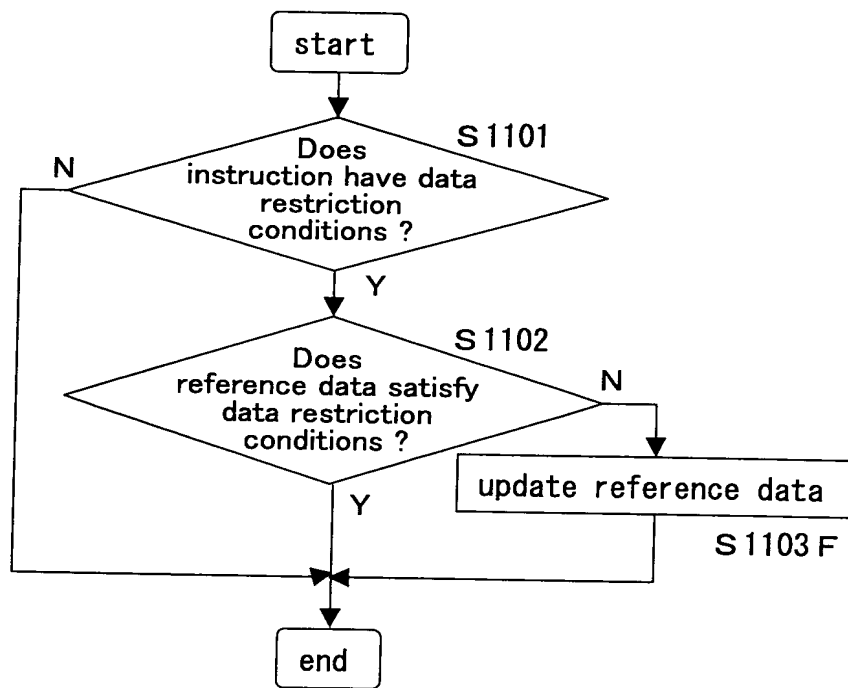 start
S1101
N
Does
instruction have data
restriction
conditions ?
Y
S1102
Does
reference data satisfy
data restriction
conditions ?
N
Y
update reference data
S1103F
end